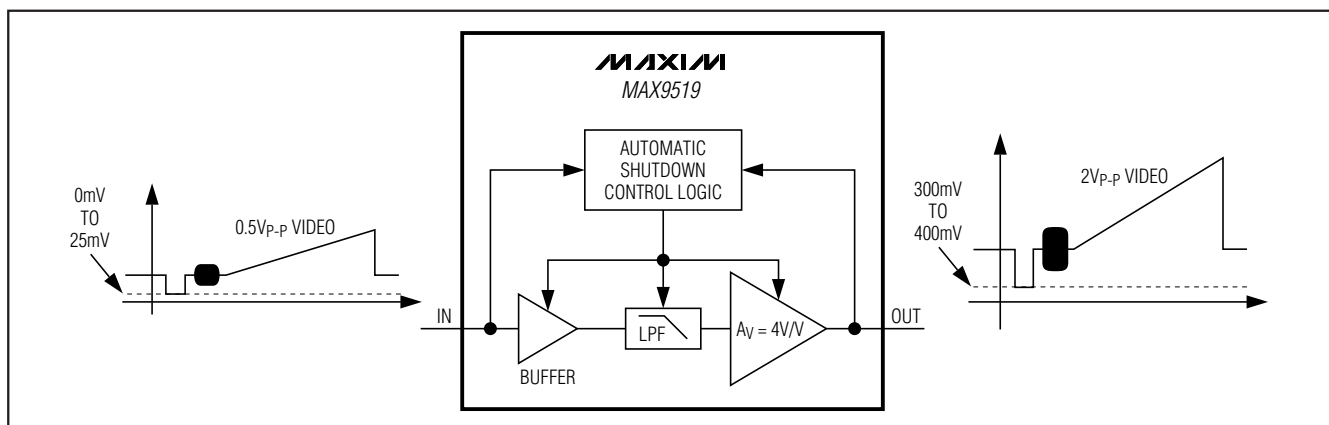 MAXIM
MAX9519
AUTOMATIC
SHUTDOWN
CONTROL LOGIC
0mV
TO
25mV
0.5VP-P VIDEO
IN
BUFFER
LPF
AV = 4V/V
OUT
300mV
TO
400mV
2VP-P VIDEO